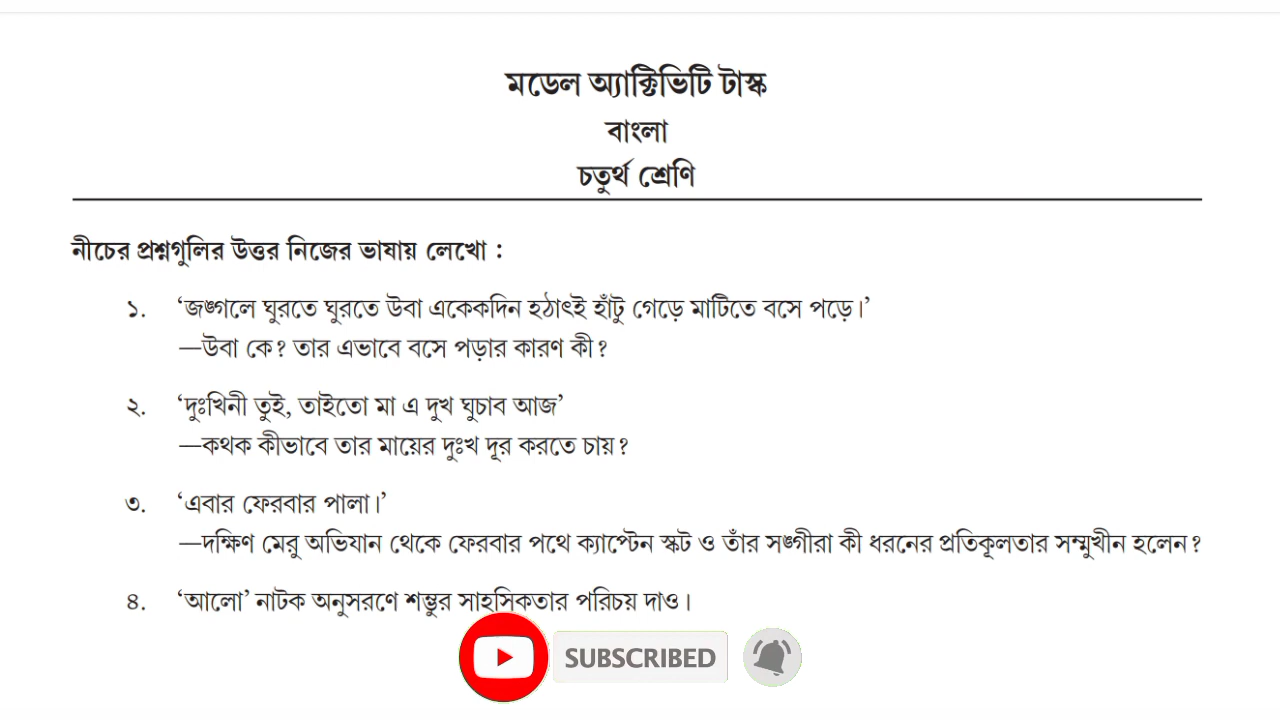 মডেল অ্যাক্টিভিটি টাস্ক
বাংলা
চতুর্থ শ্রেণি
নীচের প্রশ্নগুলির উত্তর নিজের ভাষায় লেখো :
১. ‘জঙ্গলে ঘুরতে ঘুরতে উবা একেকদিন হঠাৎই হাঁটু গেড়ে মাটিতে বসে পড়ে।’
—উবা কে? তার এভাবে বসে পড়ার কারণ কী?
২. ‘দুঃখিনী তুই, তাইতো মা এ দুখ ঘুচাব আজ’
—কথক কীভাবে তার মায়ের দুঃখ দূর করতে চায়?
৩. ‘এবার ফেরবার পালা।’
—দক্ষিণ মেরু অভিযান থেকে ফেরবার পথে ক্যাপ্টেন স্কট ও তাঁর সঙ্গীরা কী ধরনের প্রতিকূলতার সম্মুখীন হলেন?
৪. ‘আলো’ নাটক অনুসরণে শম্ভুর সাহসিকতার পরিচয় দাও।
SUBSCRIBED